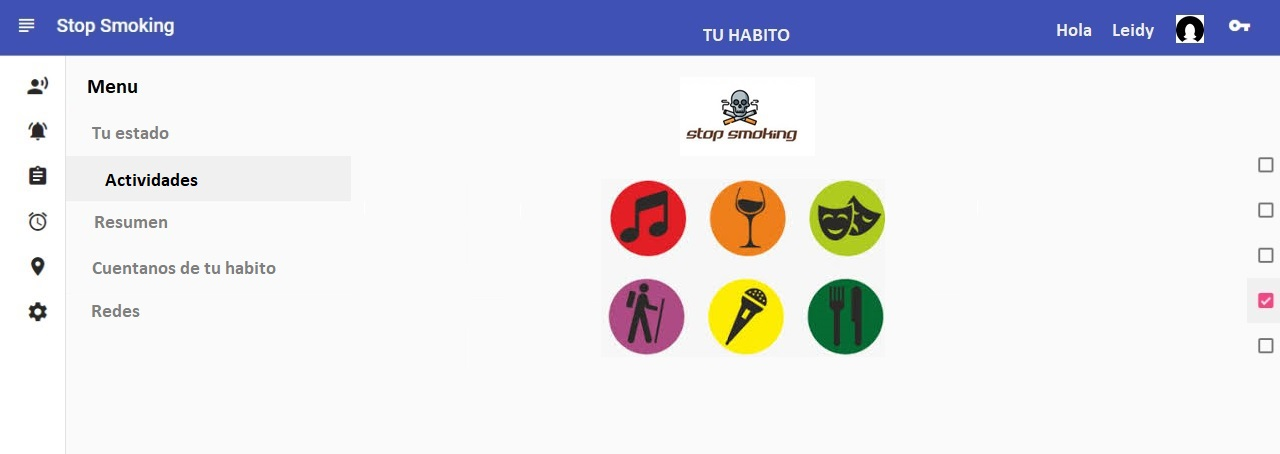 Stop Smoking
TU HABITO
Hola Leidy
Menu
Tu estado
Actividades
Resumen
Cuentanos de tu habito
Redes
stop smoking